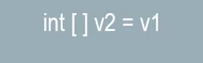 int [ ] v2 = v1